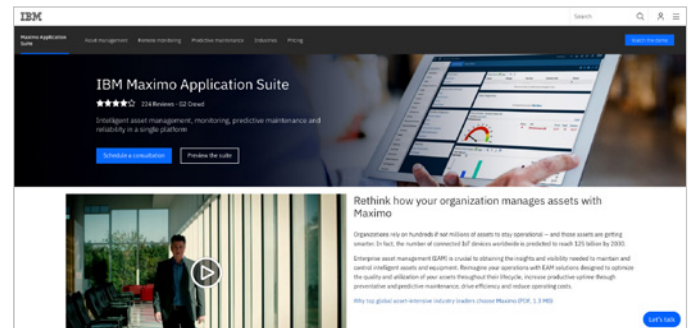 IBM
Search
Maximo Application
Suite
Asset management
Remote monitoring
Predictive maintenance
Industries
Pricing
Watch the demo
IBM Maximo Application Suite
224 Reviews - G2 Crowd
Intelligent asset management, monitoring, predictive maintenance and
reliability in a single platform
Schedule a consultation
Preview the suite
Rethink how your organization manages assets with
Maximo
Organizations rely on hundreds if not millions of assets to stay operational — and those assets are getting
smarter. In fact, the number of connected IoT devices worldwide is predicted to reach 125 billion by 2030.
Enterprise asset management (EAM) is crucial to obtaining the insights and visibility needed to maintain and
control intelligent assets and equipment. Reimagine your operations with EAM solutions designed to optimize
the quality and utilization of your assets throughout their lifecycle, increase productive uptime through
preventative and predictive maintenance, drive efficiency and reduce operating costs.
Why top global asset-intensive industry leaders choose Maximo (PDF, 1.3 MB)
Let's talk